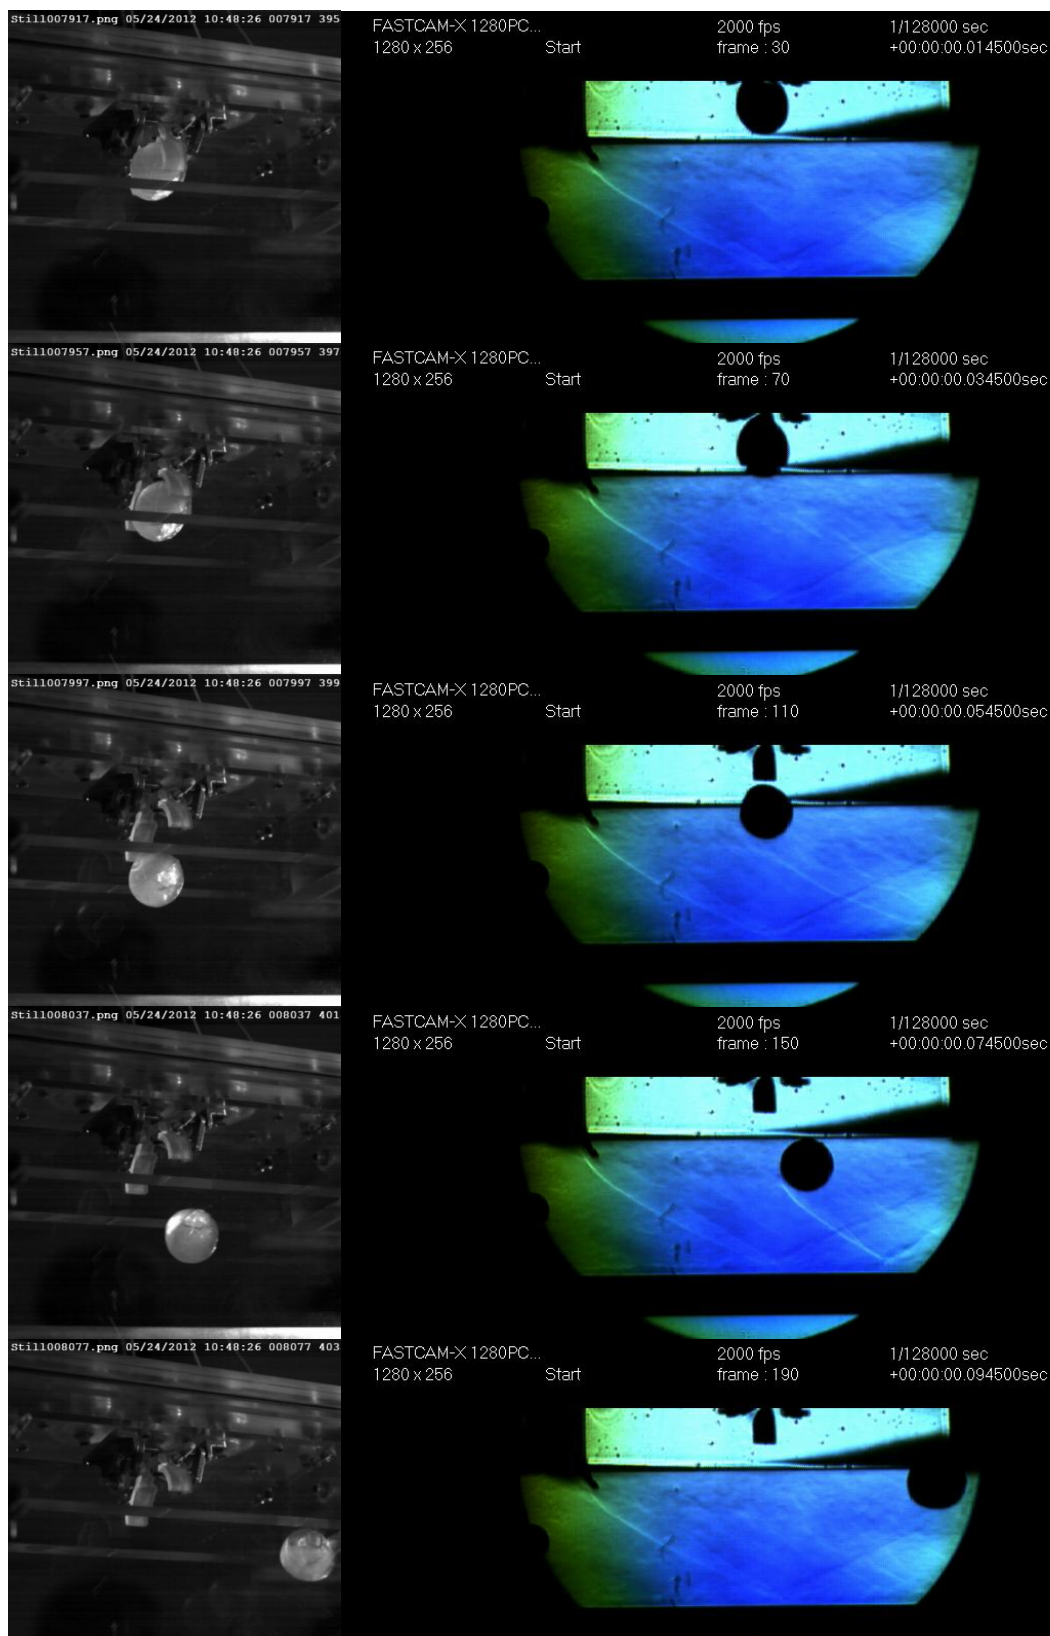 Still007917.png 05/24/2012 10:48:26 007917 395
FASTCAM-X 1280PC... 2000 fps 1/128000 sec
1280 x 256 Start frame : 30 +00:00:00.014500sec
Still007957.png 05/24/2012 10:48:26 007957 397
FASTCAM-X 1280PC... 2000 fps 1/128000 sec
1280 x 256 Start frame : 70 +00:00:00.034500sec
Still007997.png 05/24/2012 10:48:26 007997 399
FASTCAM-X 1280PC... 2000 fps 1/128000 sec
1280 x 256 Start frame : 110 +00:00:00.054500sec
Still008037.png 05/24/2012 10:48:26 008037 401
FASTCAM-X 1280PC... 2000 fps 1/128000 sec
1280 x 256 Start frame : 150 +00:00:00.074500sec
Still008077.png 05/24/2012 10:48:26 008077 403
FASTCAM-X 1280PC... 2000 fps 1/128000 sec
1280 x 256 Start frame : 190 +00:00:00.094500sec